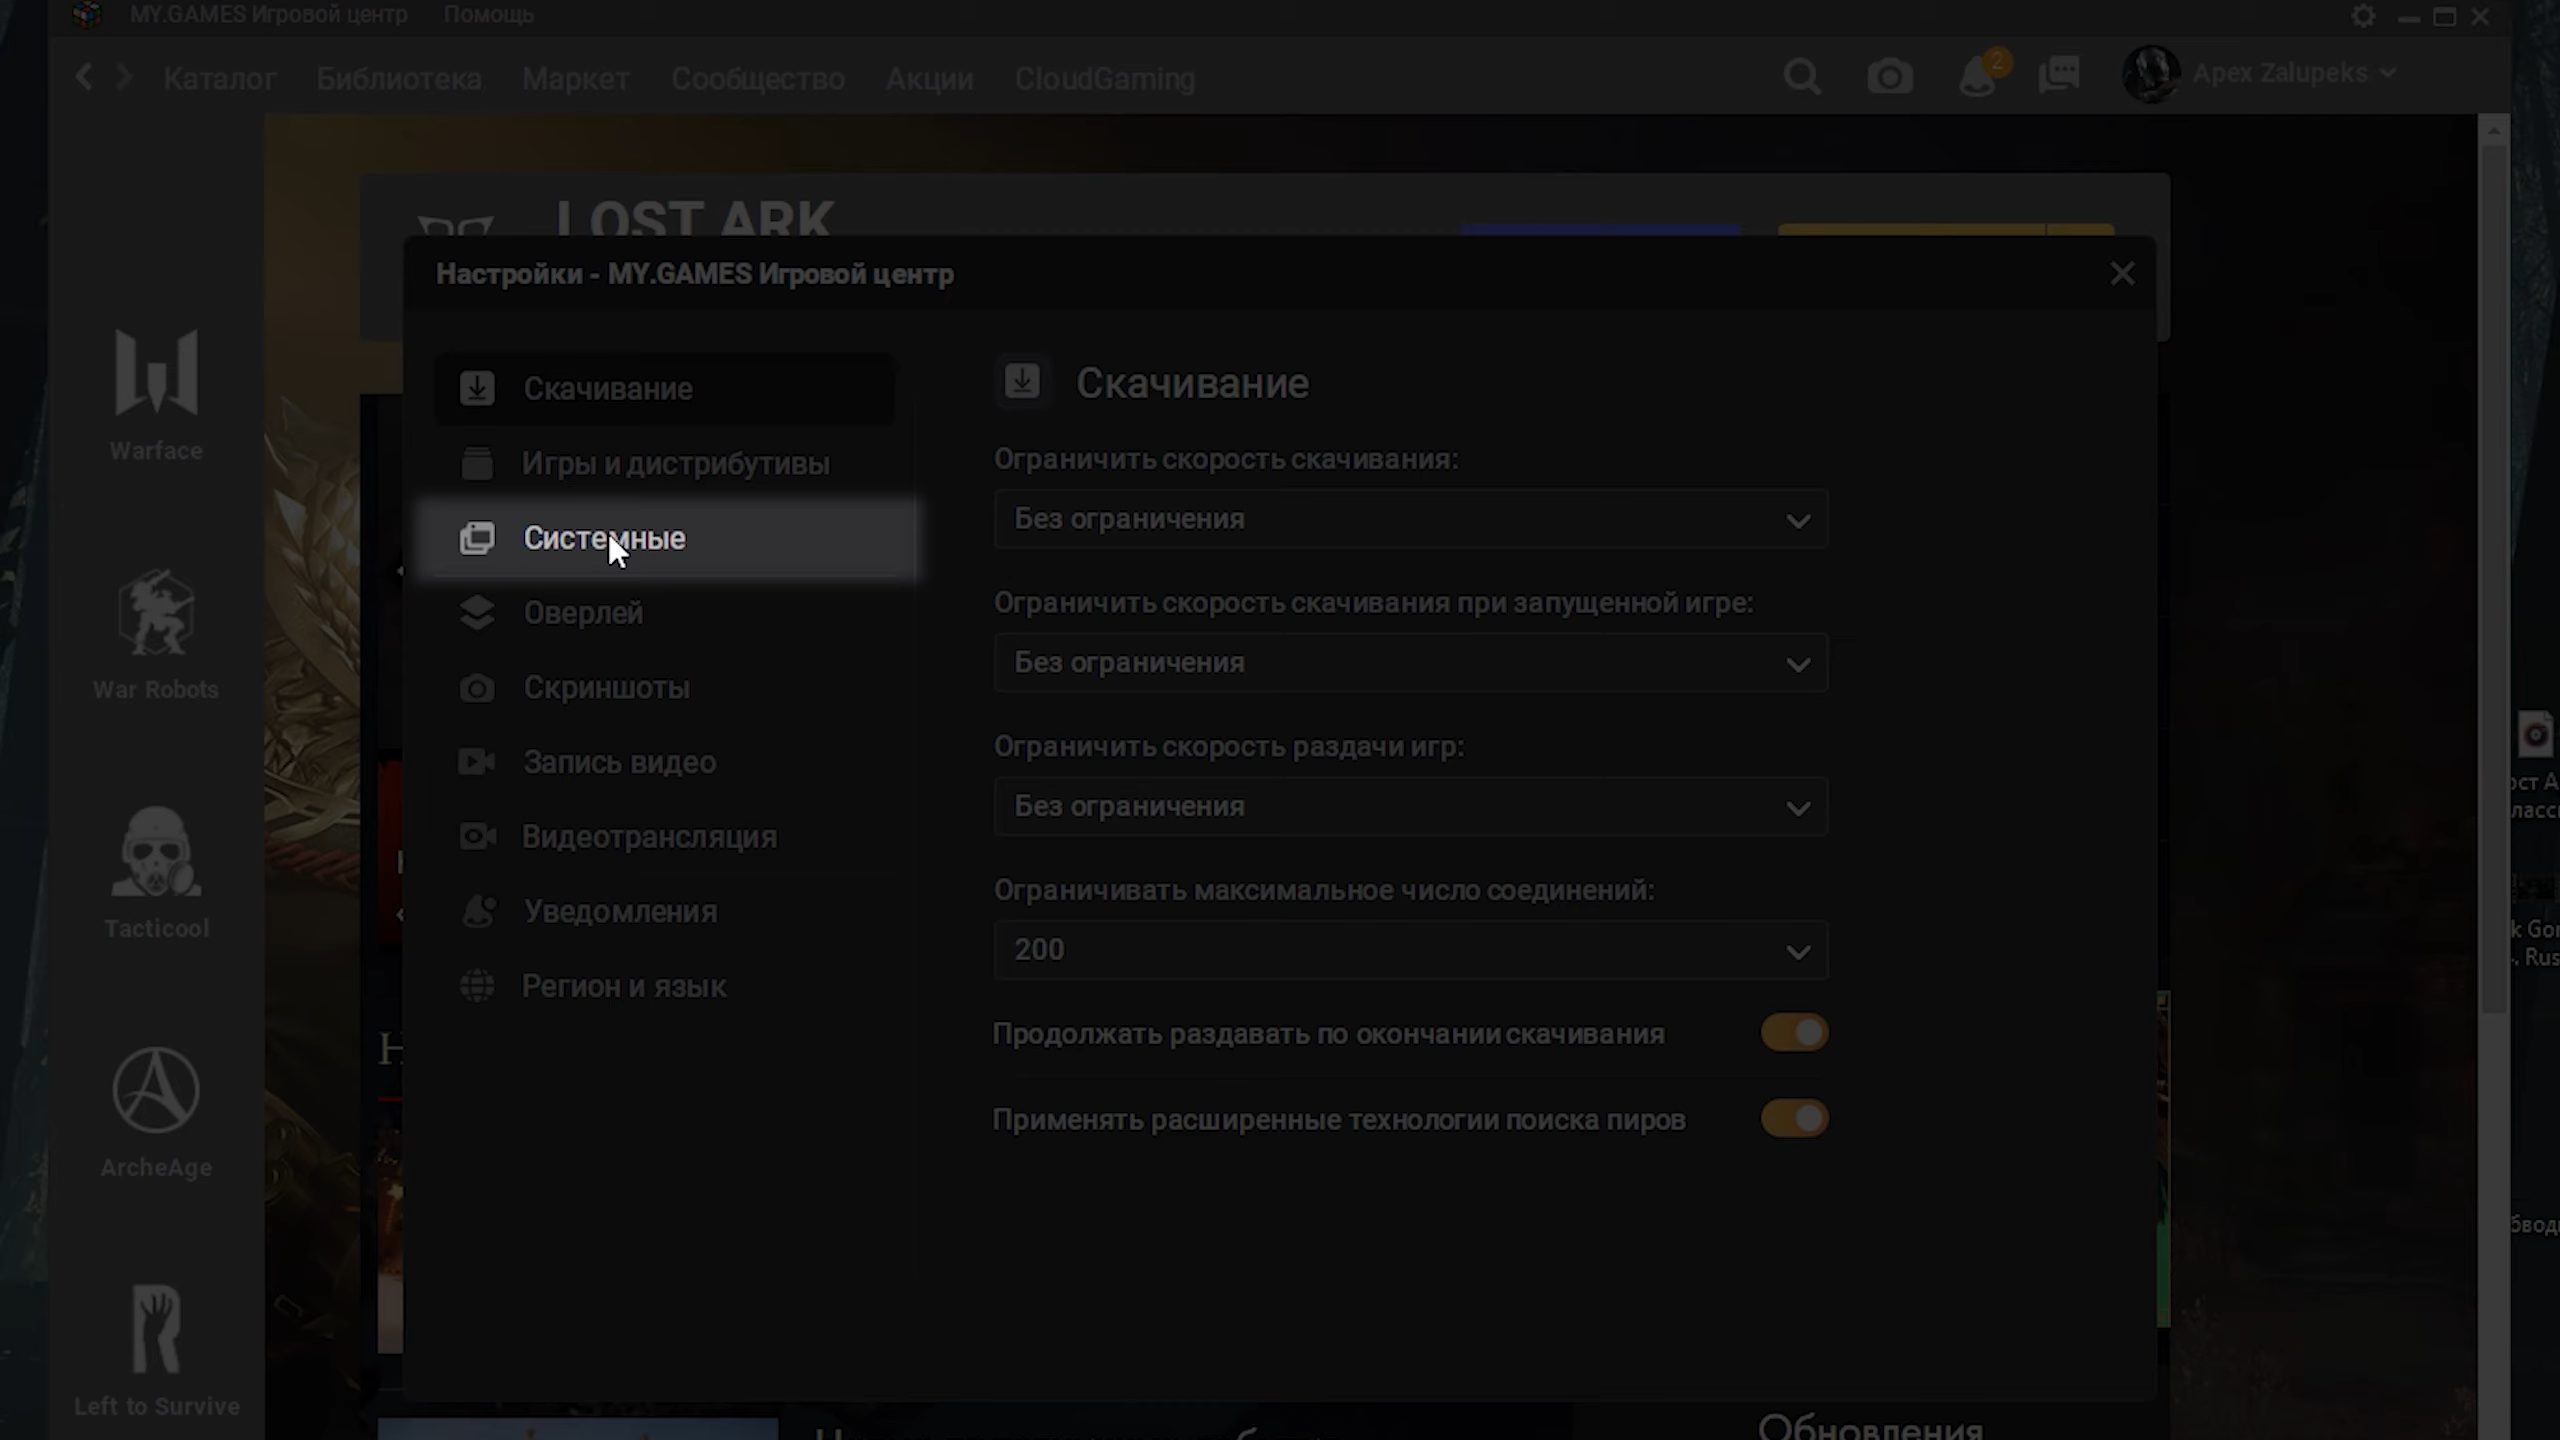 MY.GAMES Игровой центр Помощь
Каталог Библиотека Маркет Сообщество Акции CloudGaming 2 Apex Zalupeks
LOST ARK
Настройки - MY.GAMES Игровой центр
Скачивание
Игры и дистрибутивы
Системные
Оверлей
Скриншоты
Запись видео
Видеотрансляция
Уведомления
Регион и язык
Скачивание
Ограничить скорость скачивания:
Без ограничения
Ограничить скорость скачивания при запущенной игре:
Без ограничения
Ограничить скорость раздачи игр:
Без ограничения
Ограничивать максимальное число соединений:
200
Продолжать раздавать по окончании скачивания
Применять расширенные технологии поиска пиров
Warface
War Robots
Tacticool
ArcheAge
Left to Survive
Обновления